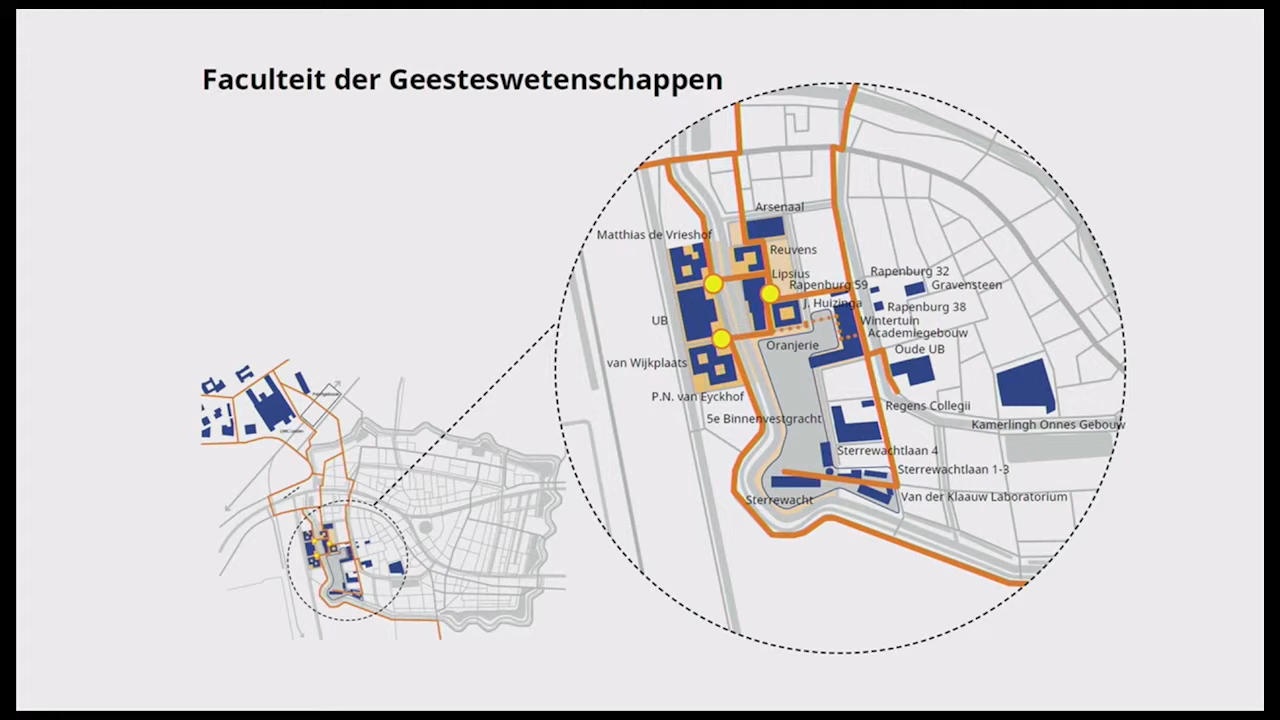 Faculteit der Geesteswetenschappen
Arsenaal
Matthias de Vrieshof
Reuvens
Lipsius
Rapenburg 32
Rapenburg 59
Gravensteen
J. Huizinga
Rapenburg 38
UB
Wintertuin
Academiegebouw
Oranjerie
Oude UB
van Wijkplaats
P.N. van Eyckhof
Regens Collegii
5e Binnenvestgracht
Kamerlingh Onnes Gebouw
Sterrewachtlaan 4
Sterrewachtlaan 1-3
Sterrewacht
Van der Klaauw Laboratorium